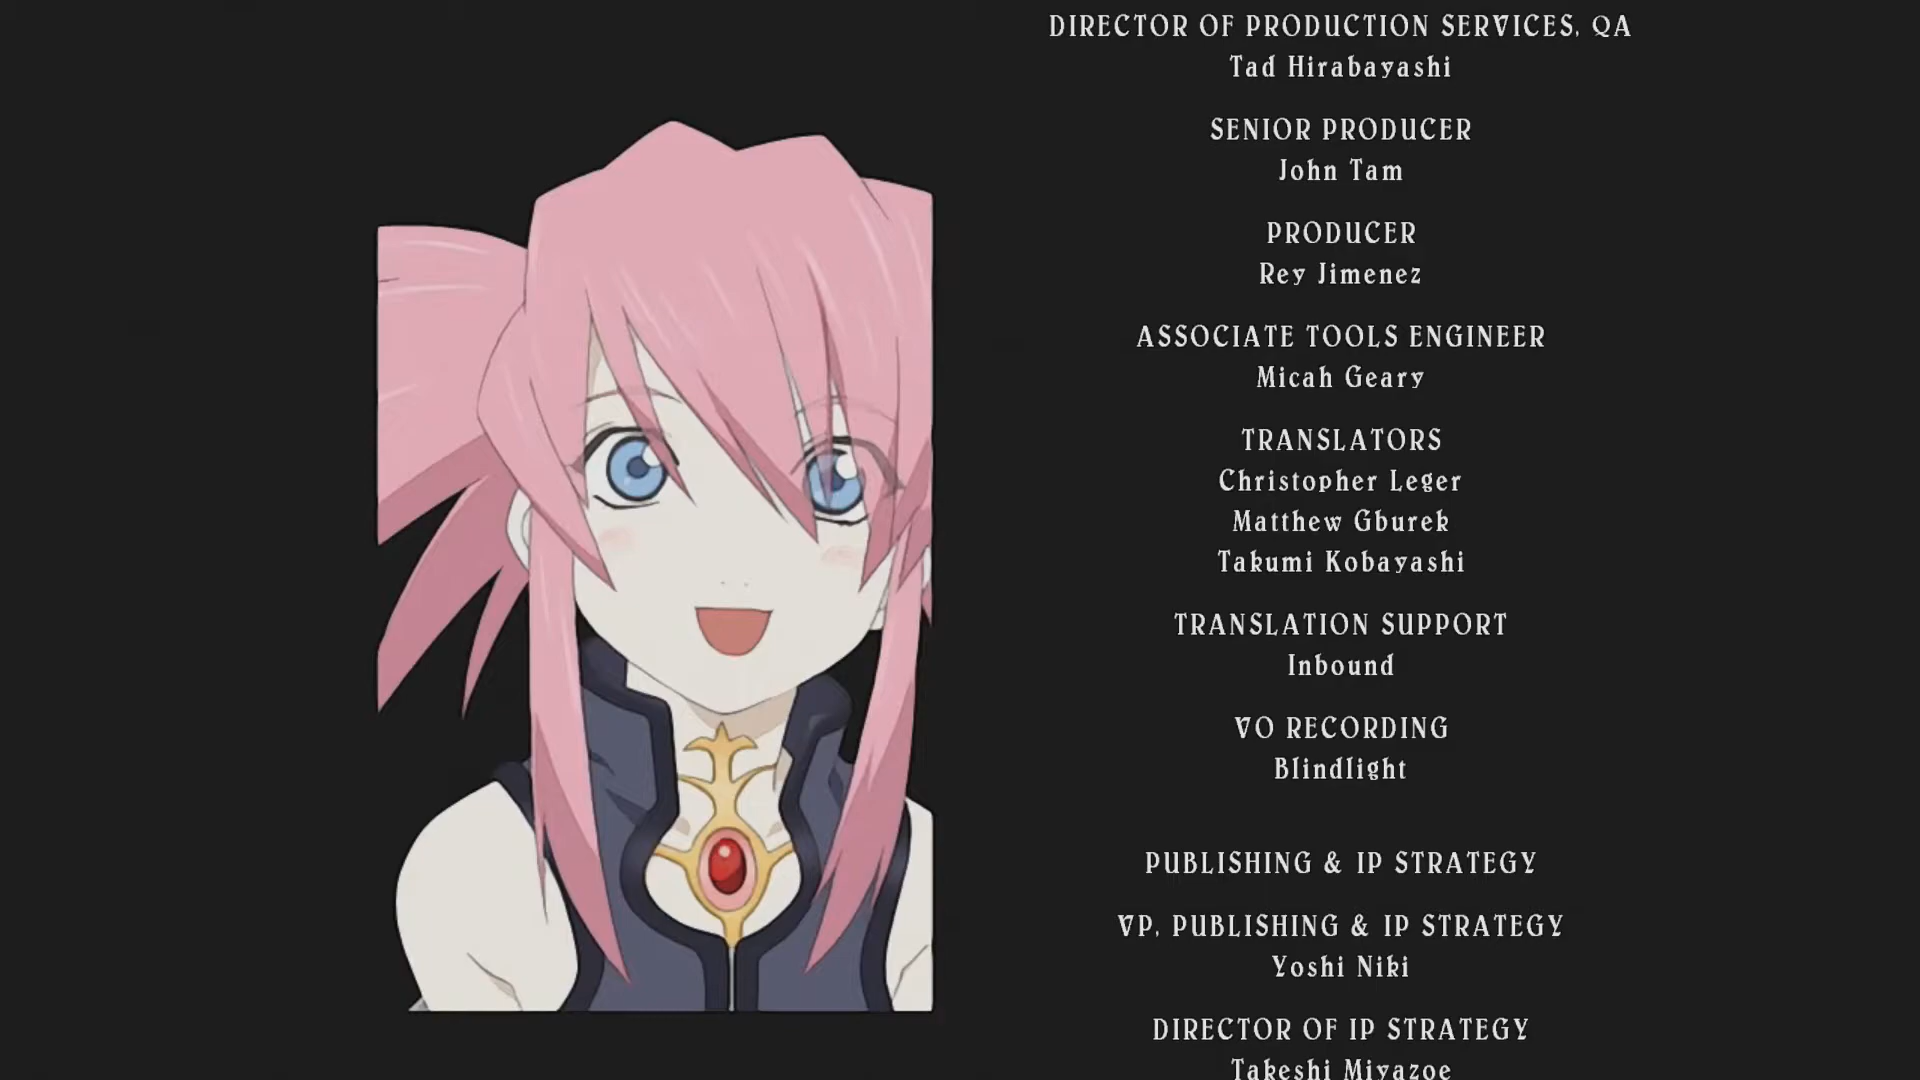 DIRECTOR OF PRODUCTION SERVICES, QA
Tad Hirabayashi
SENIOR PRODUCER
John Tam
PRODUCER
Rey Jimenez
ASSOCIATE TOOLS ENGINEER
Micah Geary
TRANSLATORS
Christopher Leger
Matthew Gburek
Takumi Kobayashi
TRANSLATION SUPPORT
Inbound
VO RECORDING
Blindlight
PUBLISHING & IP STRATEGY
VP, PUBLISHING & IP STRATEGY
Yoshi Niki
DIRECTOR OF IP STRATEGY
Takeshi Miyazoe